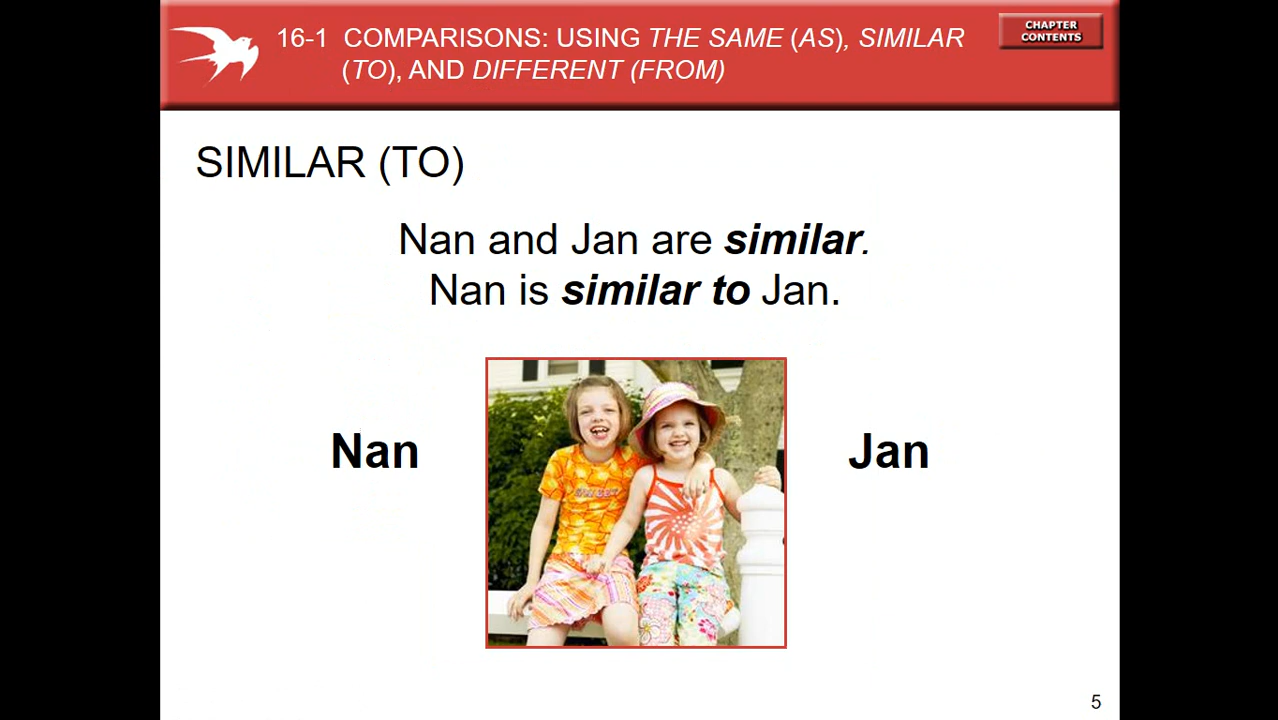 16-1 COMPARISONS: USING THE SAME (AS), SIMILAR
(TO), AND DIFFERENT (FROM)
CHAPTER
CONTENTS
SIMILAR (TO)
Nan and Jan are similar.
Nan is similar to Jan.
Nan
Jan
5